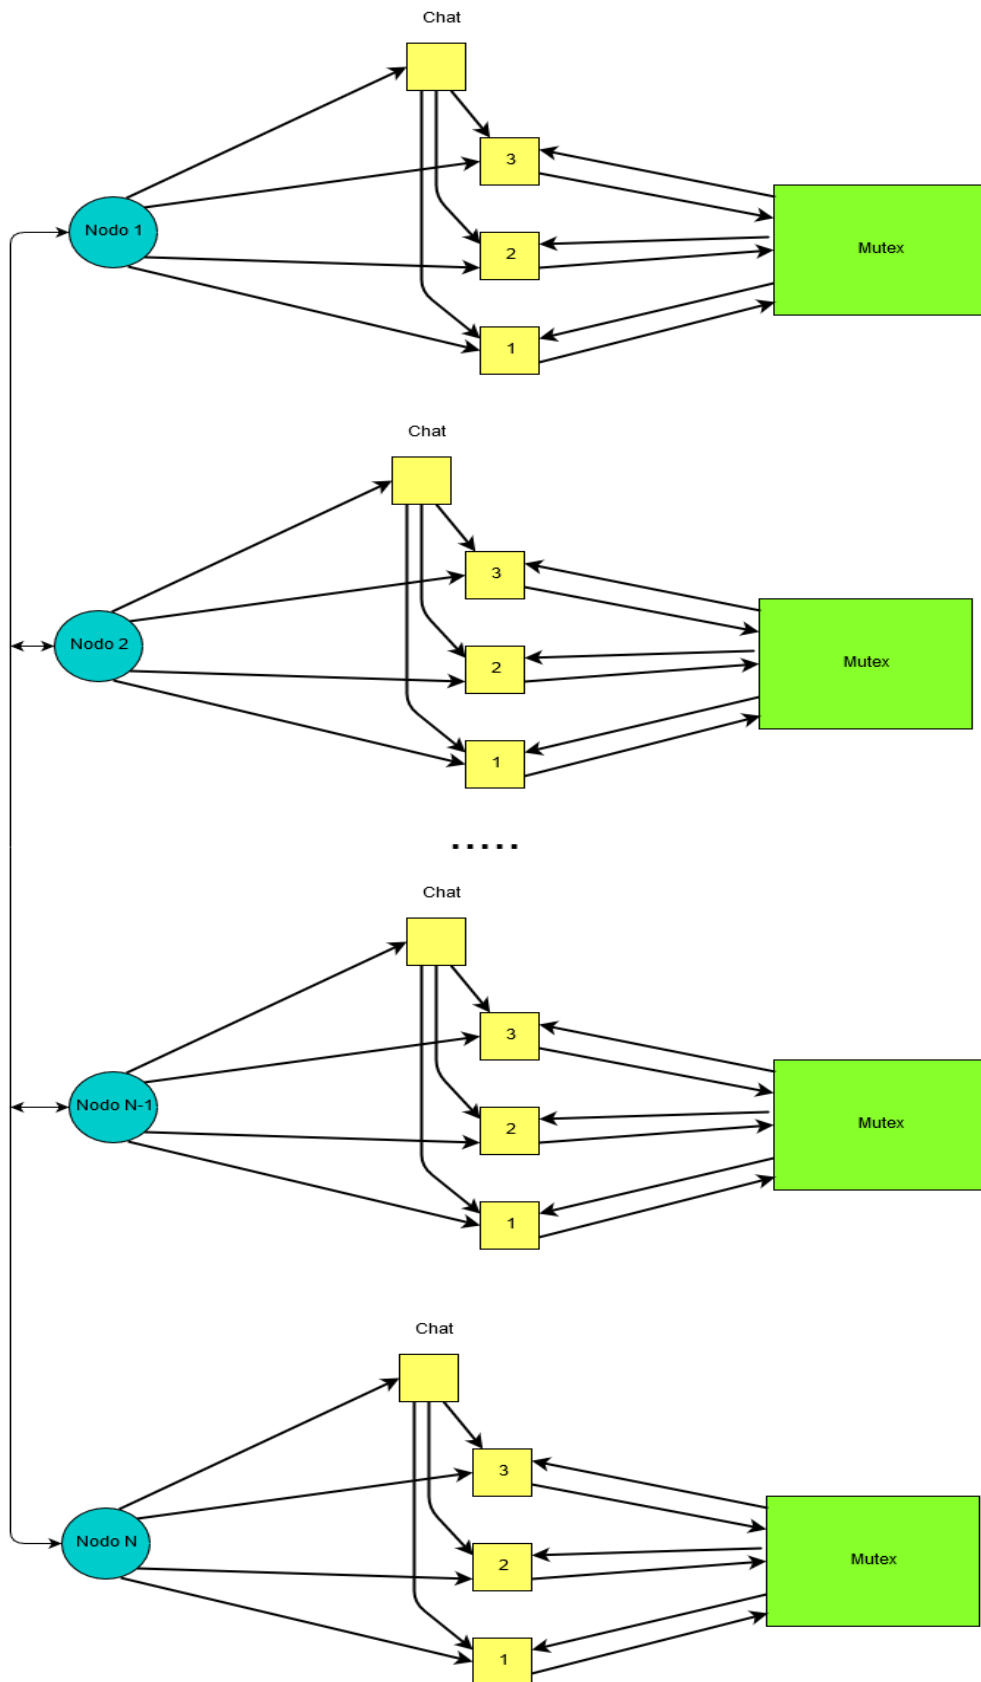 Chat
3
Nodo 1
2
Mutex
1
Chat
3
Nodo 2
2
Mutex
1
.....
Chat
3
Nodo N-1
2
Mutex
1
Chat
3
Nodo N
2
Mutex
1